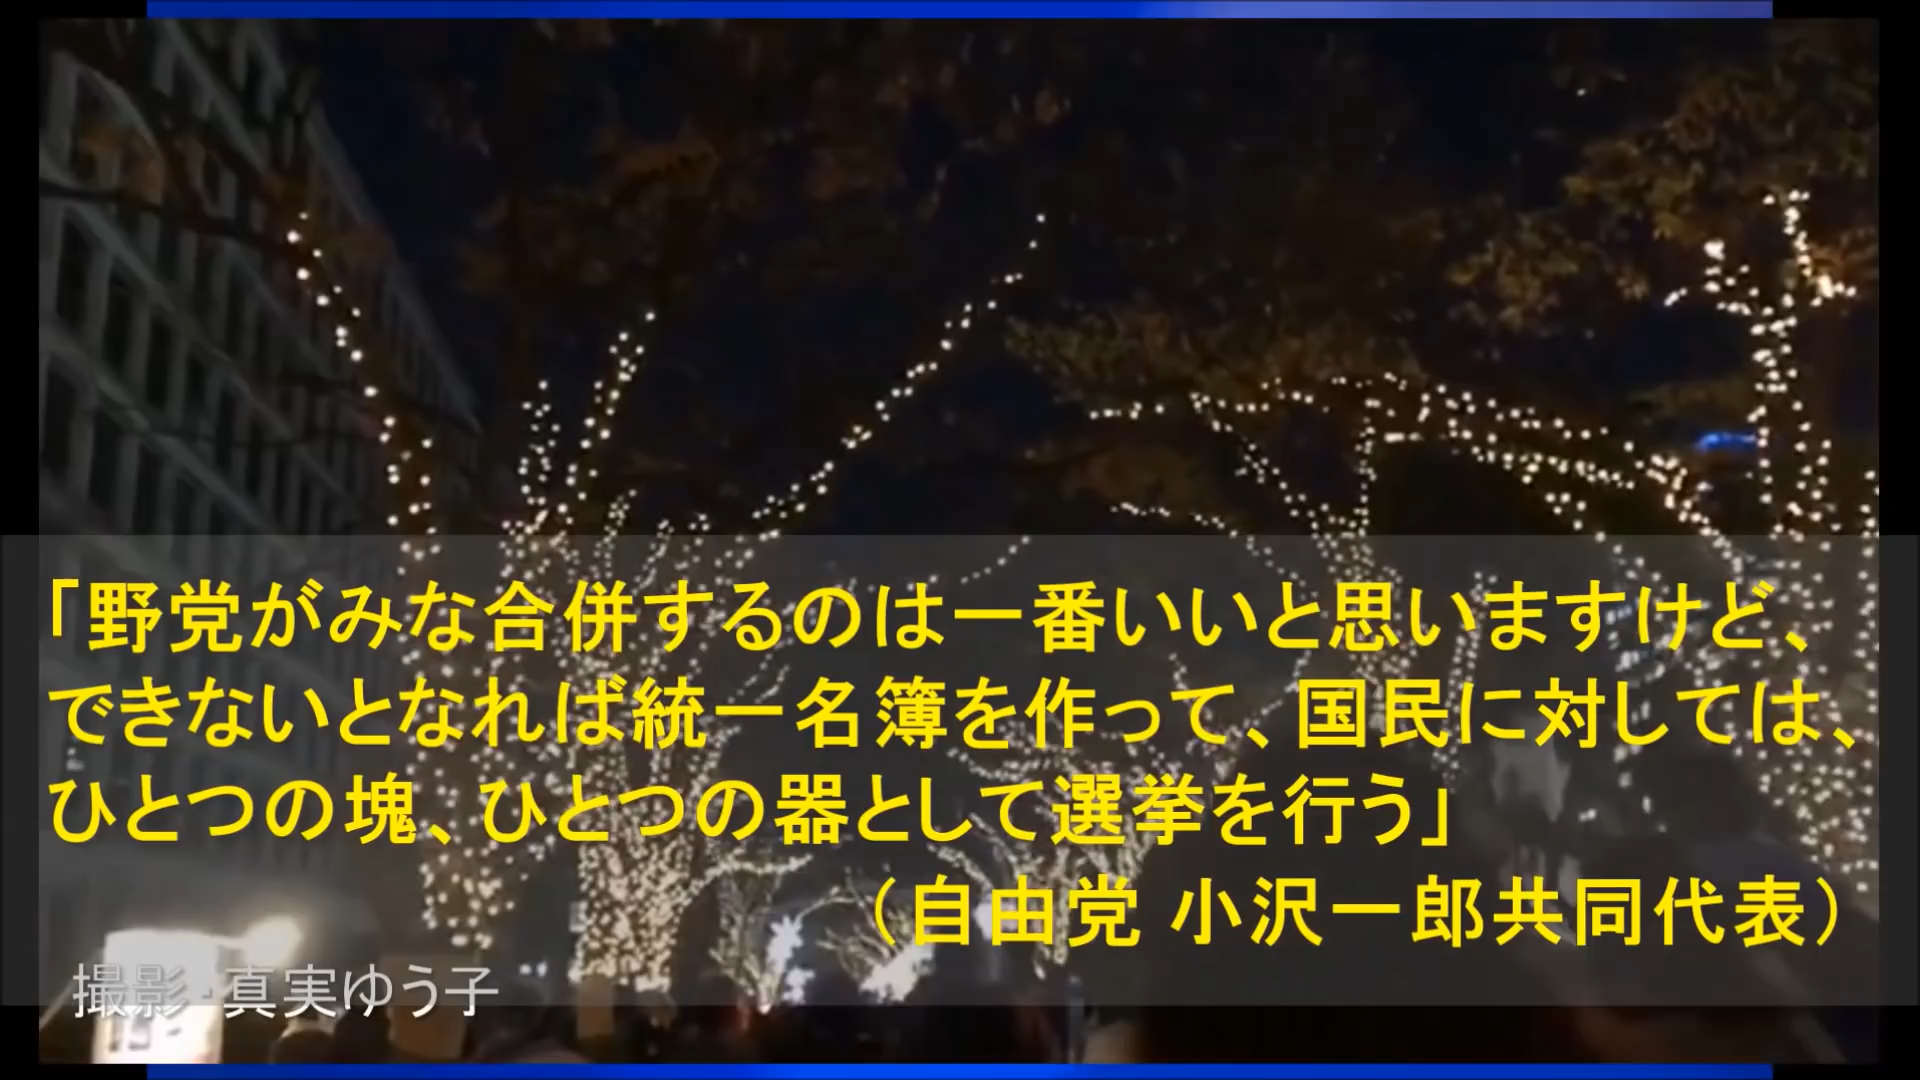 「野党がみな合併するのは一番いいと思いますけど、
できないとなれば統一名簿を作って、国民に対しては、
ひとつの塊、ひとつの器として選挙を行う」
（自由党 小沢一郎共同代表）
撮影・真実ゆう子